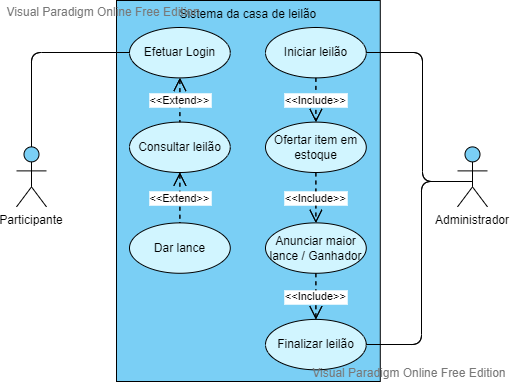 Visual Paradigm Online Free Edition
Sistema da casa de leilão
Efetuar Login
Iniciar leilão
<<Extend>>
<<Include>>
Consultar leilão
Ofertar item em
estoque
Participante
Administrador
<<Extend>>
<<Include>>
Dar lance
Anunciar maior
lance / Ganhador
<<Include>>
Finalizar leilão
Visual Paradigm Online Free Edition